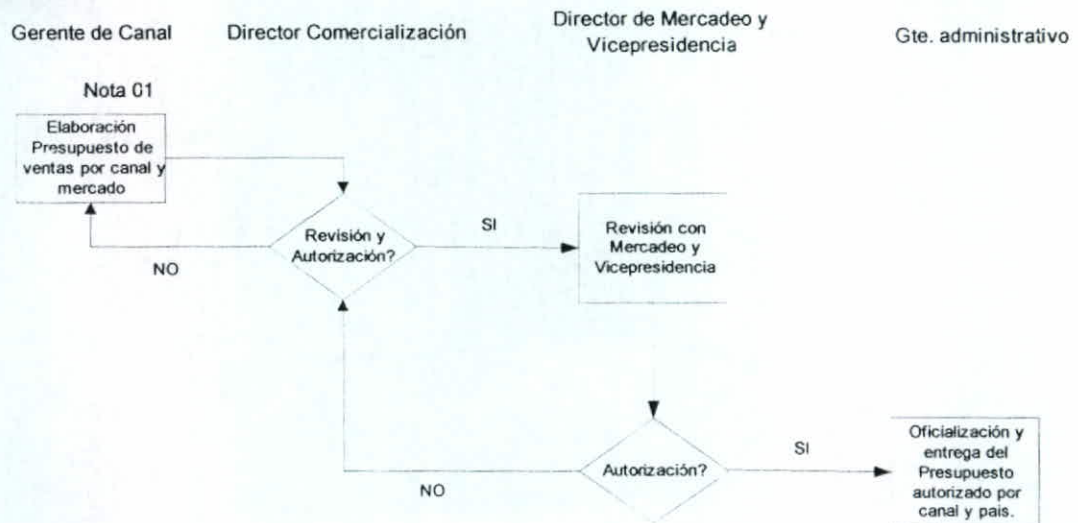 Gerente de Canal
Director Comercialización
Director de Mercadeo y
Vicepresidencia
Gte. administrativo
Nota 01
Elaboración
Presupuesto de
ventas por canal y
mercado
Revisión y
Autorización?
SI
NO
Revisión con
Mercadeo y
Vicepresidencia
Autorización?
SI
NO
Oficialización y
entrega del
Presupuesto
autorizado por
canal y pais.